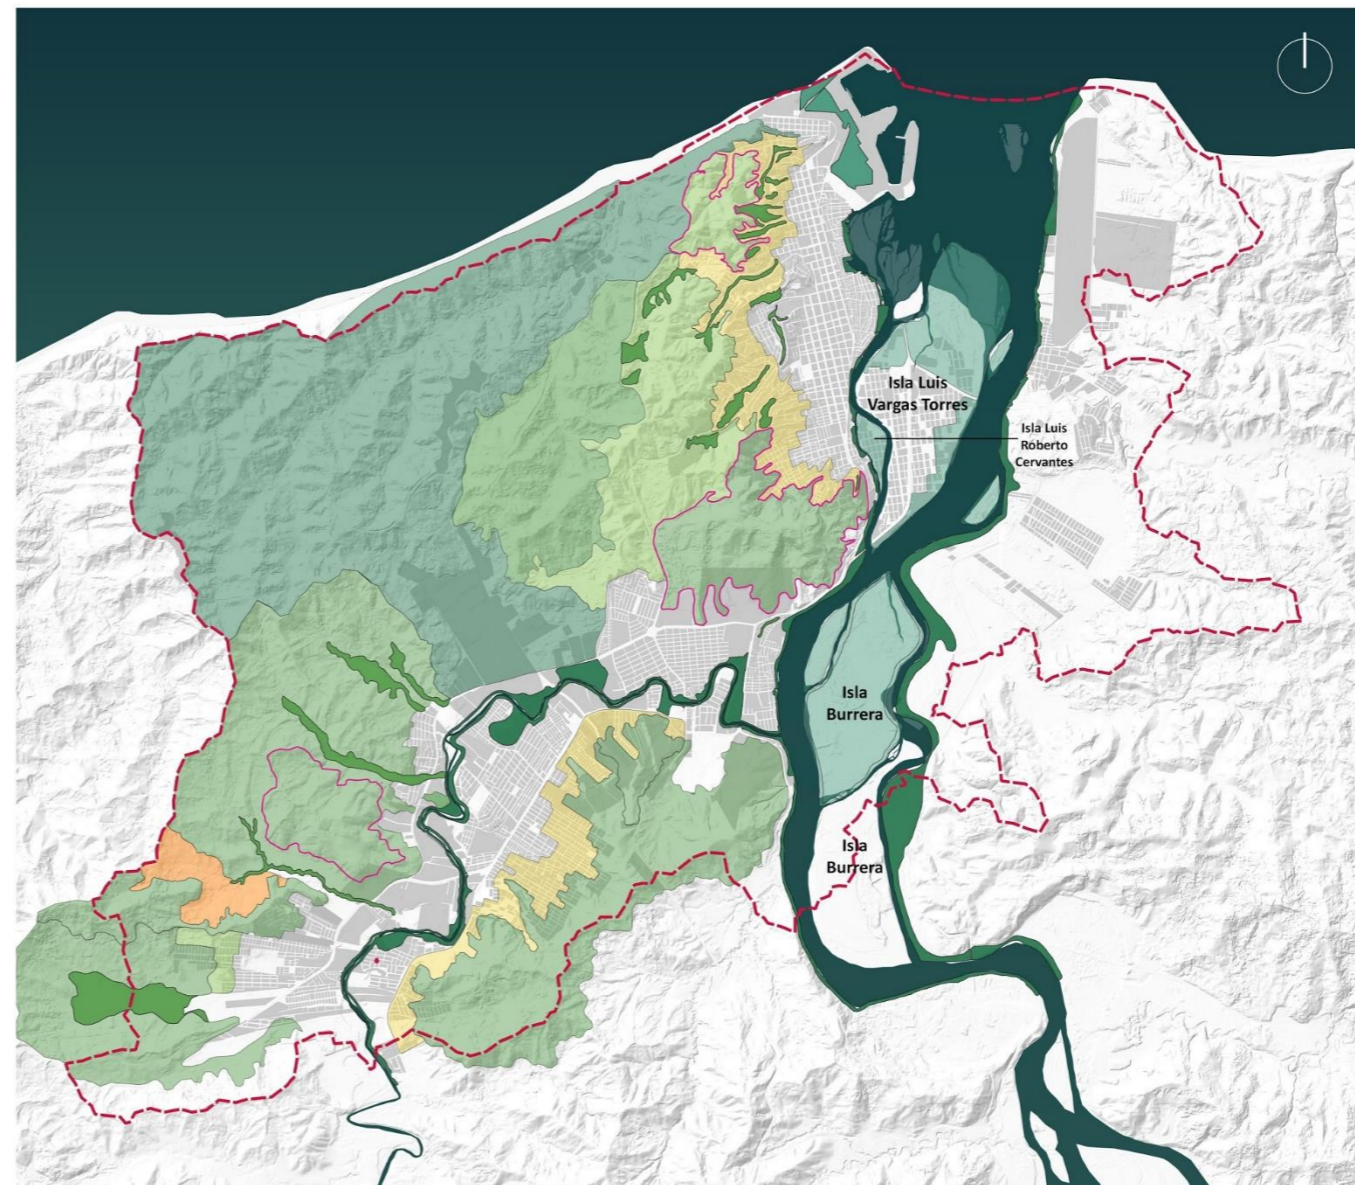 Isla Luis
Vargas Torres
Isla Luis
Roberto
Cervantes
Isla
Burrera
Isla
Burrera